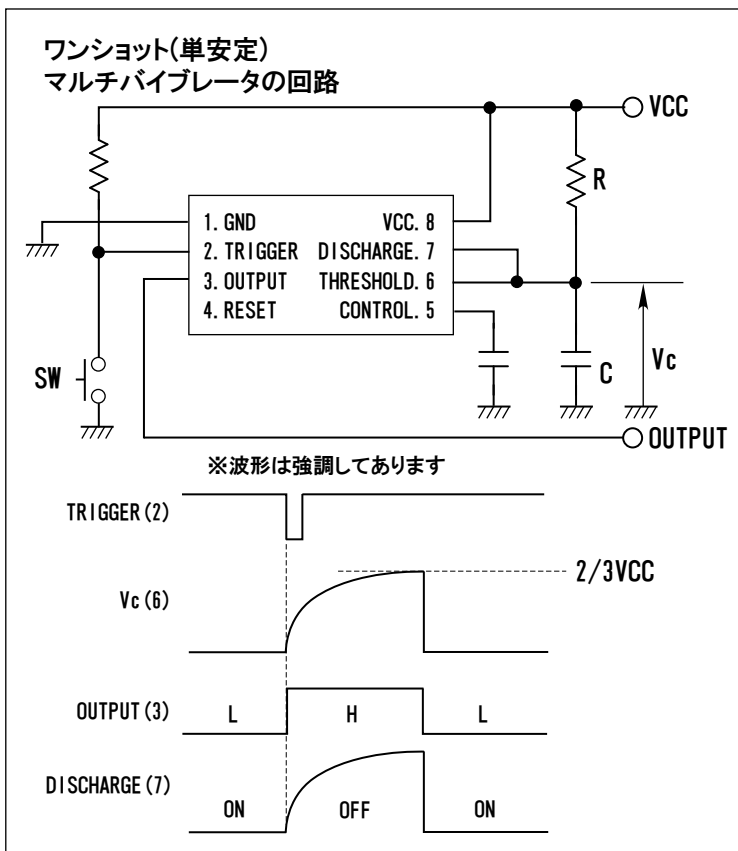 ワンショット(単安定)
マルチバイブレータの回路
VCC
R
1. GND
VCC. 8
2. TRIGGER
DISCHARGE. 7
3. OUTPUT
THRESHOLD. 6
4. RESET
CONTROL. 5
SW
C
Vc
OUTPUT
※波形は強調してあります
TRIGGER(2)
2/3VCC
Vc(6)
OUTPUT(3)
L
H
L
DISCHARGE(7)
ON
OFF
ON